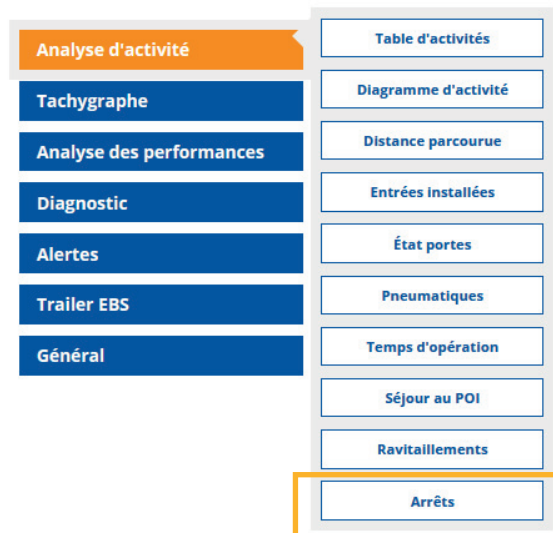 Analyse d'activité
Tachygraphe
Analyse des performances
Diagnostic
Alertes
Trailer EBS
Général
Table d'activités
Diagramme d'activité
Distance parcourue
Entrées installées
État portes
Pneumatiques
Temps d'opération
Séjour au POI
Ravitaillements
Arrêts